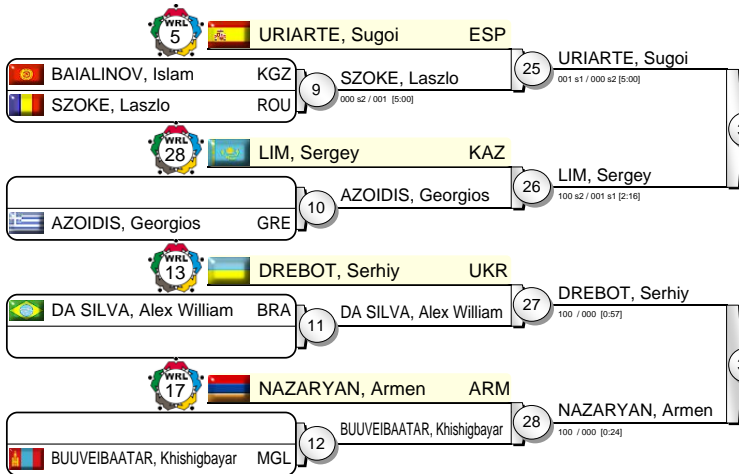 WRL
5
URIARTE, Sugoi ESP
BAIALINOV, Islam KGZ
SZOKE, Laszlo ROU
9
SZOKE, Laszlo
000 s2 / 001 [5:00]
25
URIARTE, Sugoi
001 s1 / 000 s2 [5:00]
WRL
28
LIM, Sergey KAZ
AZOIDIS, Georgios GRE
10
AZOIDIS, Georgios
26
LIM, Sergey
100 s2 / 001 s1 [2:16]
WRL
13
DREBOT, Serhiy UKR
DA SILVA, Alex William BRA
11
DA SILVA, Alex William
27
DREBOT, Serhiy
100 / 000 [0:57]
WRL
17
NAZARYAN, Armen ARM
BUUVEIBAATAR, Khishigbayar MGL
12
BUUVEIBAATAR, Khishigbayar
28
NAZARYAN, Armen
100 / 000 [0:24]